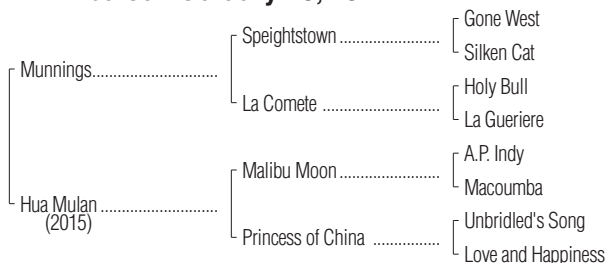 Gone West
Speightstown
Silken Cat
Munnings
Holy Bull
La Comete
La Gueriere
A.P. Indy
Malibu Moon
Macoumba
Hua Mulan
(2015)
Unbridled's Song
Princess of China
Love and Happiness